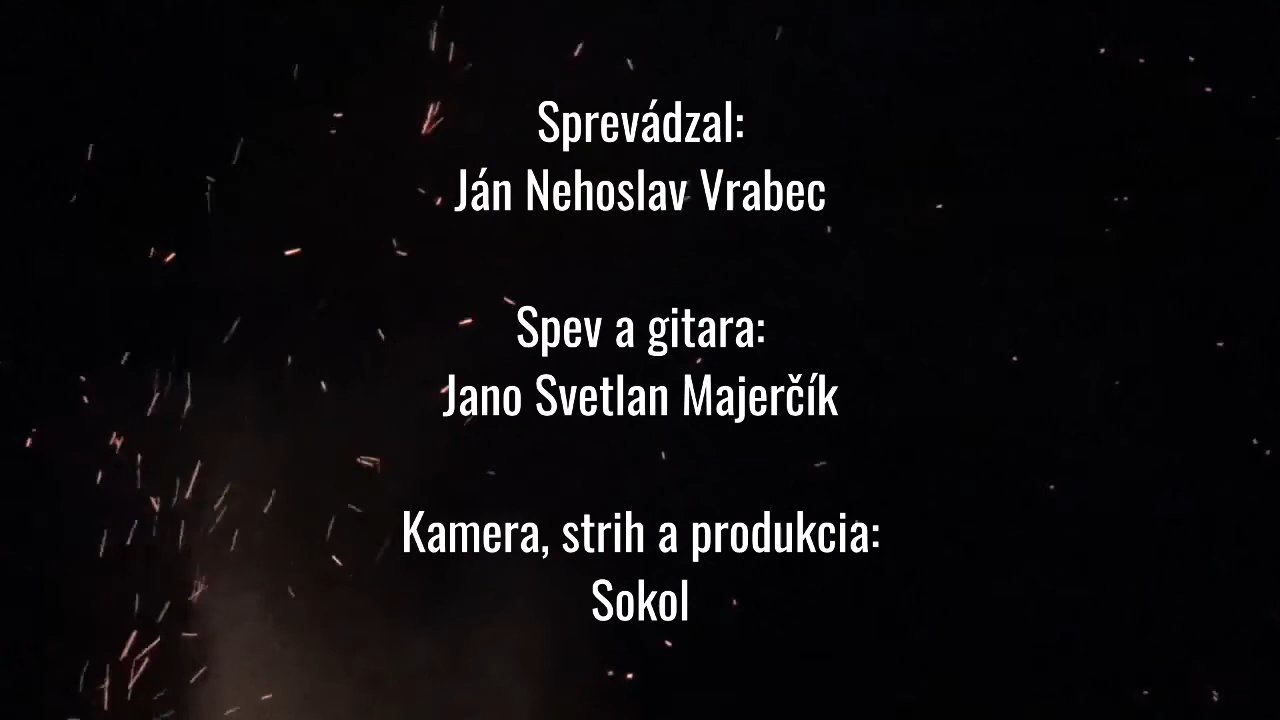 Sprevádzal:
Ján Nehoslav Vrabec
Spev a gitara:
Jano Svetlan Majerčík
Kamera, strih a produkcia:
Sokol